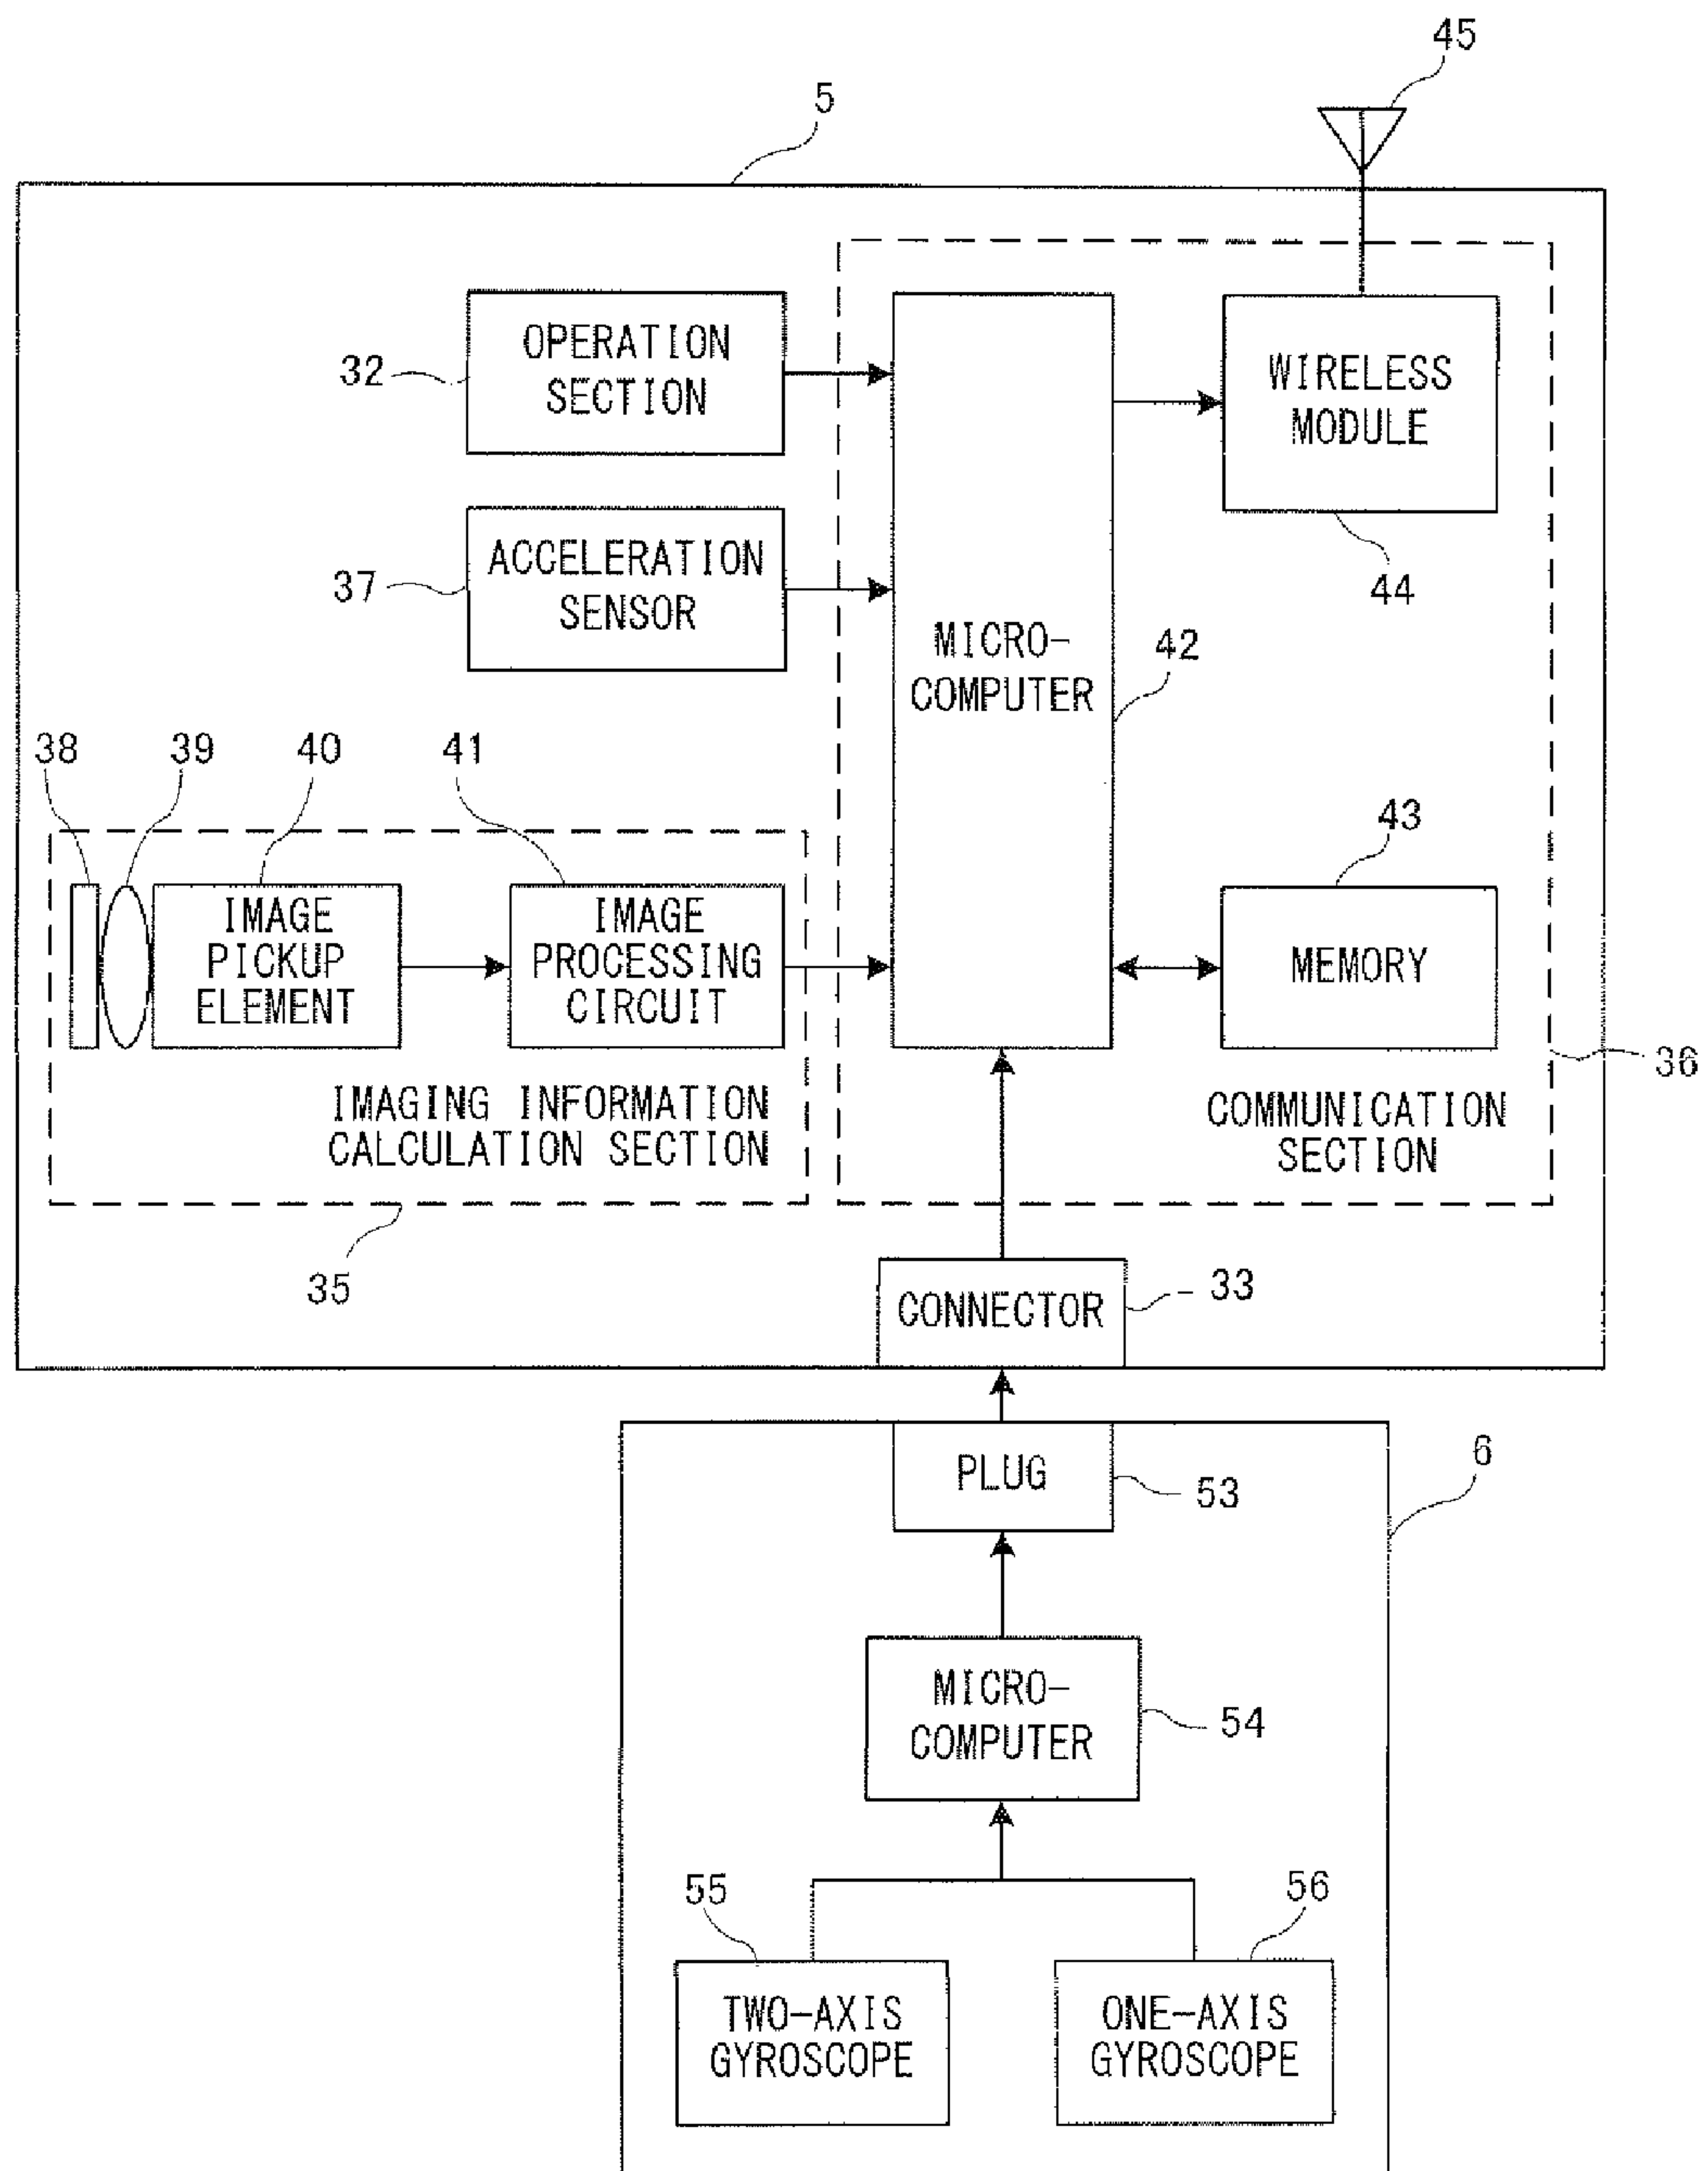 45
5
OPERATION
SECTION
32
WIRELESS
MODULE
44
ACCELERATION
SENSOR
37
MICRO-
COMPUTER
42
38
39
40
41
43
IMAGE
PICKUP
ELEMENT
IMAGE
PROCESSING
CIRCUIT
MEMORY
36
IMAGING INFORMATION
CALCULATION SECTION
COMMUNICATION
SECTION
35
CONNECTOR
33
PLUG
53
6
MICRO-
COMPUTER
54
55
56
TWO-AXIS
GYROSCOPE
ONE-AXIS
GYROSCOPE